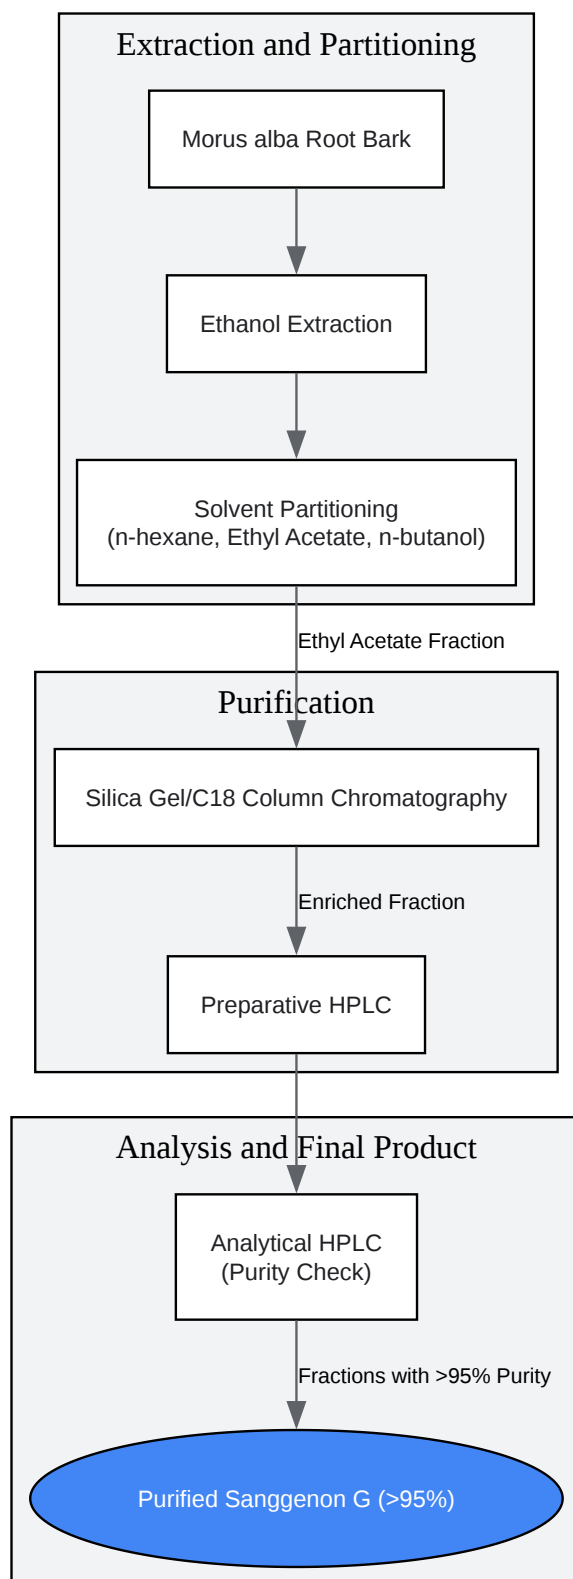 Extraction and Partitioning
Morus alba Root Bark
Ethanol Extraction
Solvent Partitioning
(n-hexane, Ethyl Acetate, n-butanol)
Ethyl Acetate Fraction
Purification
Silica Gel/C18 Column Chromatography
Enriched Fraction
Preparative HPLC
Analysis and Final Product
Analytical HPLC
(Purity Check)
Fractions with >95% Purity
Purified Sanggenon G (>95%)